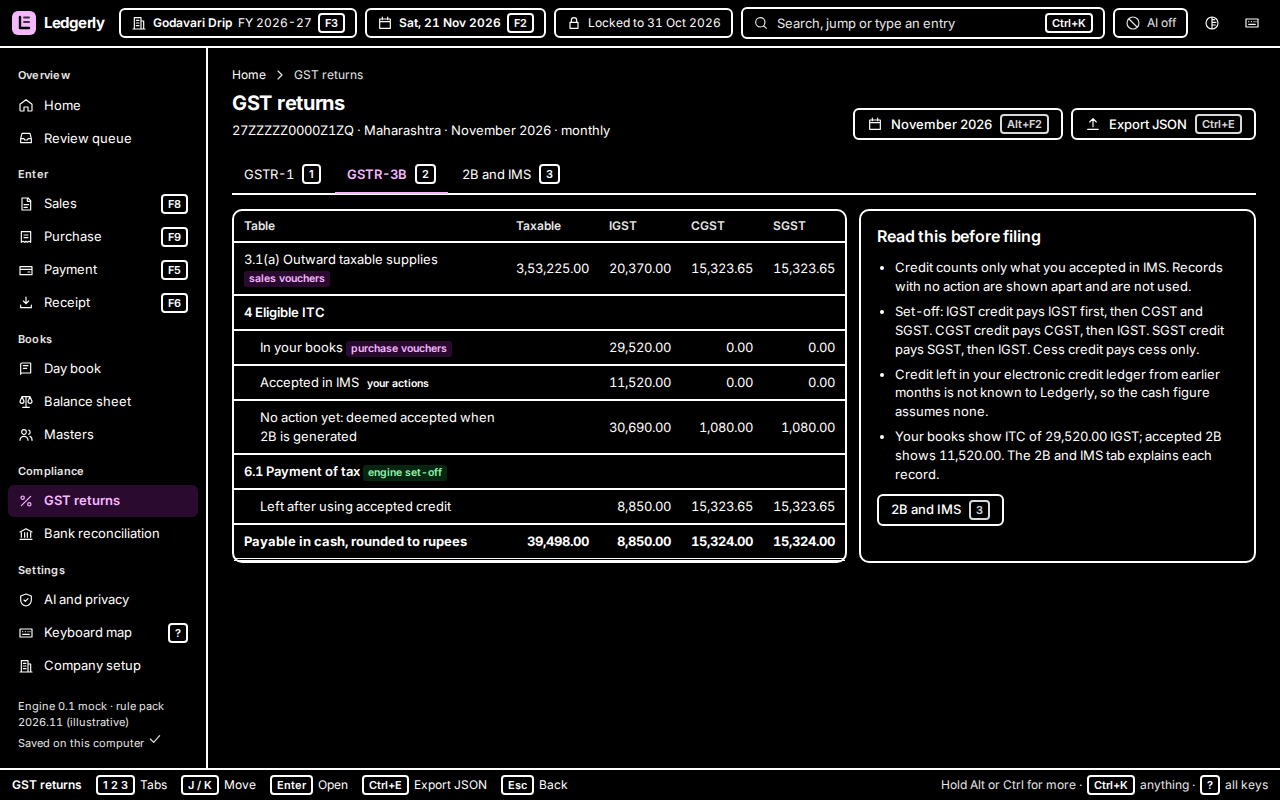 Ledgerly
Godavari Drip FY 2026-27 F3
Sat, 21 Nov 2026 F2
Locked to 31 Oct 2026
Search, jump or type an entry Ctrl+K
AI off
Overview
Home
Review queue
Enter
Sales F8
Purchase F9
Payment F5
Receipt F6
Books
Day book
Balance sheet
Masters
Compliance
GST returns
Bank reconciliation
Settings
AI and privacy
Keyboard map ?
Company setup
Engine 0.1 mock · rule pack
2026.11 (illustrative)
Saved on this computer
Home > GST returns
GST returns
27ZZZZZ0000Z1ZQ · Maharashtra · November 2026 · monthly
November 2026 Alt+F2
Export JSON Ctrl+E
GSTR-1 1 GSTR-3B 2 2B and IMS 3
Table Taxable IGST CGST SGST
3.1(a) Outward taxable supplies
sales vouchers 3,53,225.00 20,370.00 15,323.65 15,323.65
4 Eligible ITC
In your books purchase vouchers 29,520.00 0.00 0.00
Accepted in IMS your actions 11,520.00 0.00 0.00
No action yet: deemed accepted when
2B is generated 30,690.00 1,080.00 1,080.00
6.1 Payment of tax engine set-off
Left after using accepted credit 8,850.00 15,323.65 15,323.65
Payable in cash, rounded to rupees 39,498.00 8,850.00 15,324.00 15,324.00
Read this before filing
• Credit counts only what you accepted in IMS. Records
with no action are shown apart and are not used.
• Set-off: IGST credit pays IGST first, then CGST and
SGST. CGST credit pays CGST, then IGST. SGST credit
pays SGST, then IGST. Cess credit pays cess only.
• Credit left in your electronic credit ledger from earlier
months is not known to Ledgerly, so the cash figure
assumes none.
• Your books show ITC of 29,520.00 IGST; accepted 2B
shows 11,520.00. The 2B and IMS tab explains each
record.
2B and IMS 3
GST returns 1 2 3 Tabs J / K Move Enter Open Ctrl+E Export JSON Esc Back
Hold Alt or Ctrl for more · Ctrl+K anything · ? all keys